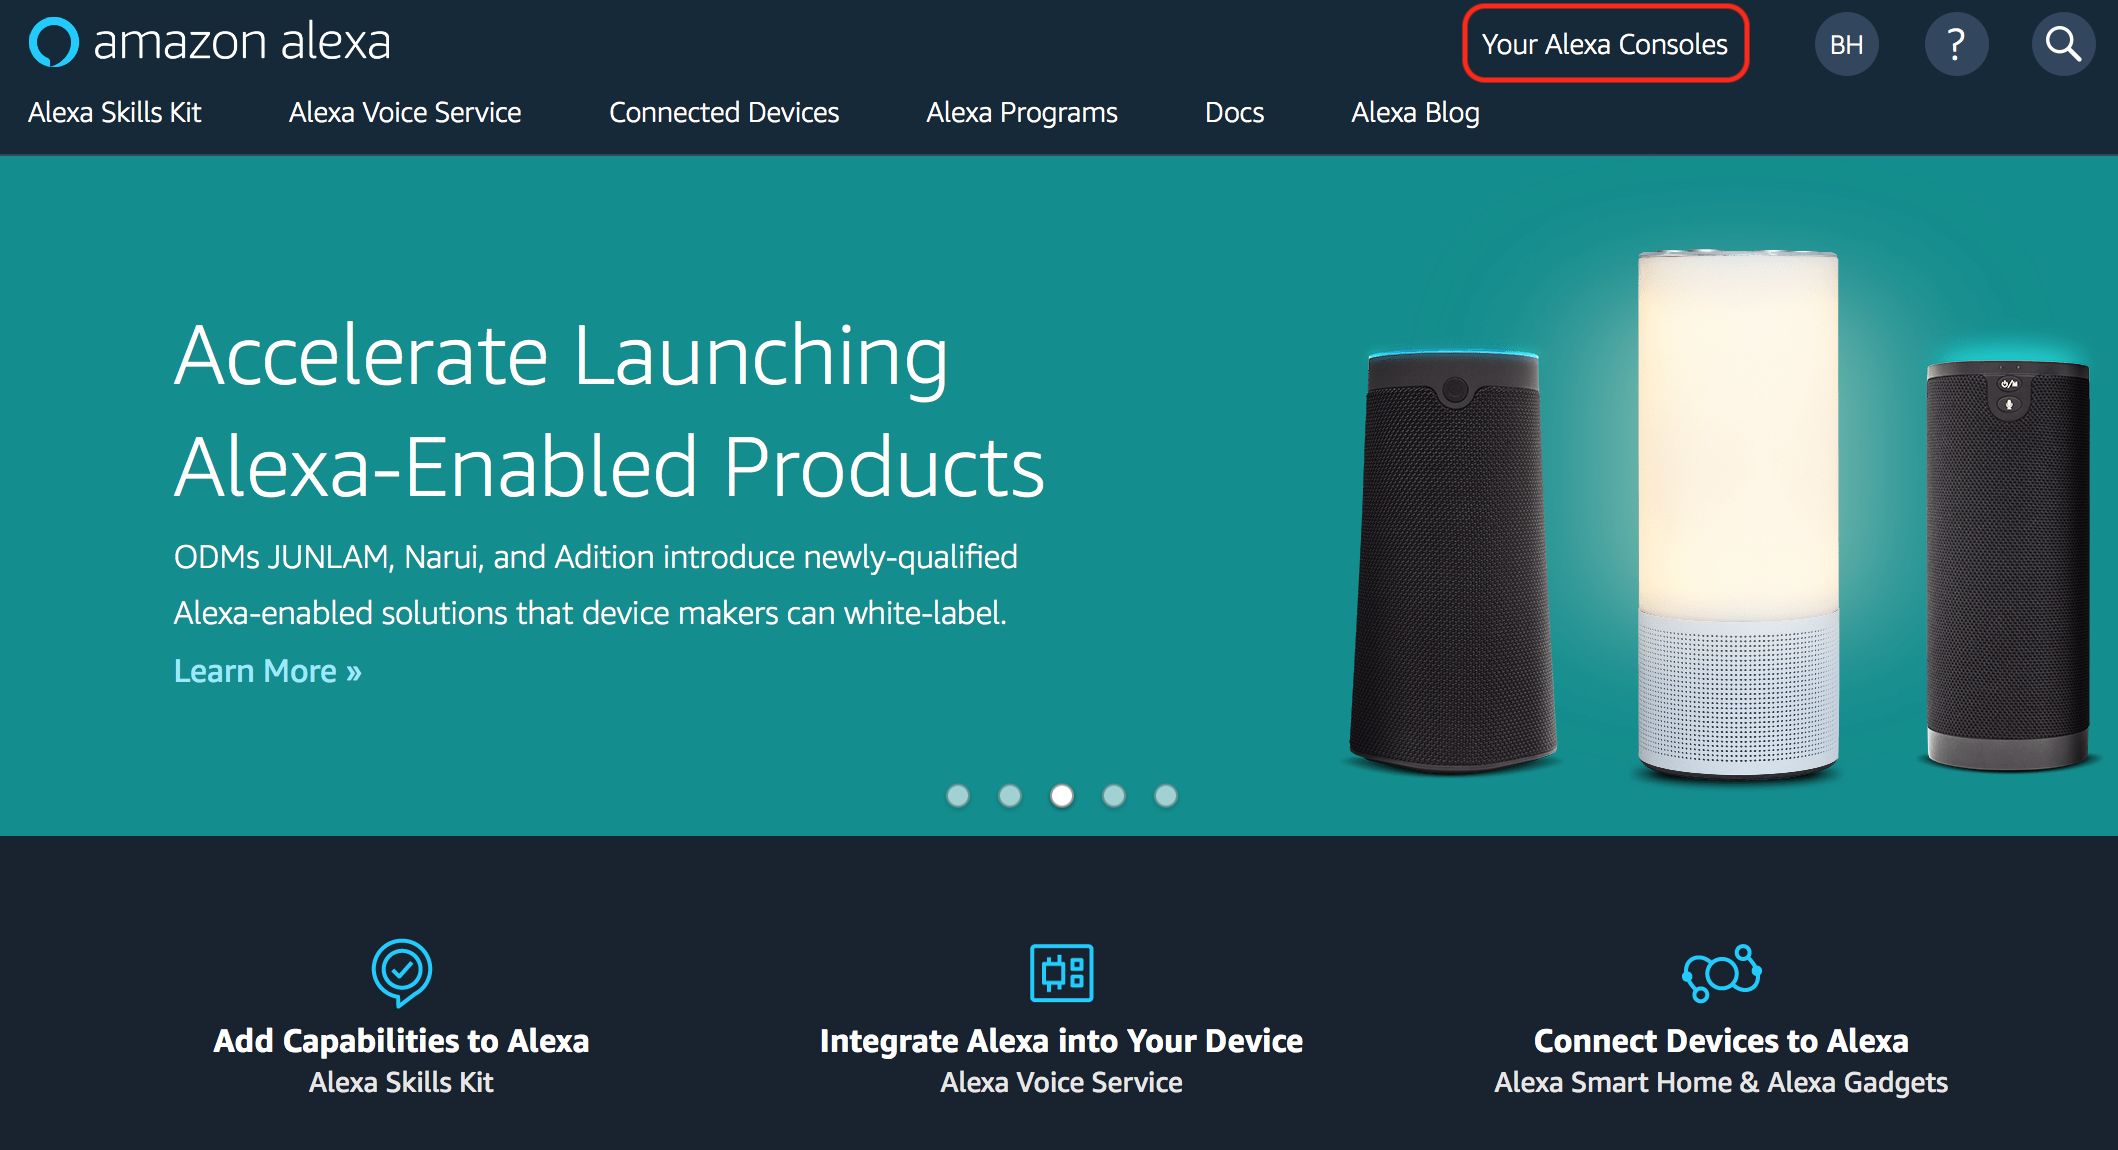 amazon alexa
Your Alexa Consoles
BH
?
Alexa Skills Kit
Alexa Voice Service
Connected Devices
Alexa Programs
Docs
Alexa Blog
Accelerate Launching
Alexa-Enabled Products
ODMs JUNLAM, Narui, and Adition introduce newly-qualified
Alexa-enabled solutions that device makers can white-label.
Learn More »
Add Capabilities to Alexa
Alexa Skills Kit
Integrate Alexa into Your Device
Alexa Voice Service
Connect Devices to Alexa
Alexa Smart Home & Alexa Gadgets